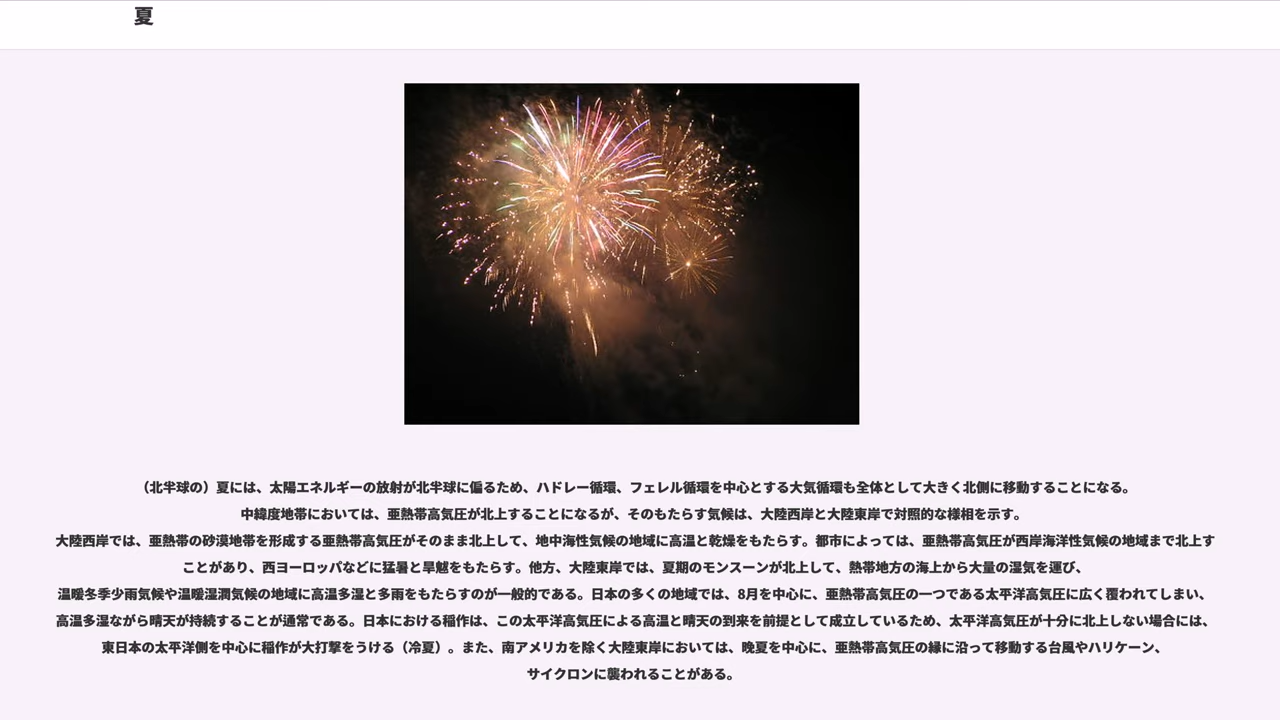 夏
（北半球の）夏には、太陽エネルギーの放射が北半球に偏るため、ハドレー循環、フェレル循環を中心とする大気循環も全体として大きく北側に移動することになる。
中緯度地帯においては、亜熱帯高気圧が北上することになるが、そのもたらす気候は、大陸西岸と大陸東岸で対照的な様相を示す。
大陸西岸では、亜熱帯の砂漠地帯を形成する亜熱帯高気圧がそのまま北上して、地中海性気候の地域に高温と乾燥をもたらす。都市によっては、亜熱帯高気圧が西岸海洋性気候の地域まで北上す
ことがあり、西ヨーロッパなどに猛暑と旱魃をもたらす。他方、大陸東岸では、夏期のモンスーンが北上して、熱帯地方の海上から大量の湿気を運び、
温暖冬季少雨気候や温暖湿潤気候の地域に高温多湿と多雨をもたらすのが一般的である。日本の多くの地域では、8月を中心に、亜熱帯高気圧の一つである太平洋高気圧に広く覆われてしまい、
高温多湿ながら晴天が持続することが通常である。日本における稲作は、この太平洋高気圧による高温と晴天の到来を前提として成立しているため、太平洋高気圧が十分に北上しない場合には、
東日本の太平洋側を中心に稲作が大打撃をうける（冷夏）。また、南アメリカを除く大陸東岸においては、晩夏を中心に、亜熱帯高気圧の縁に沿って移動する台風やハリケーン、
サイクロンに襲われることがある。